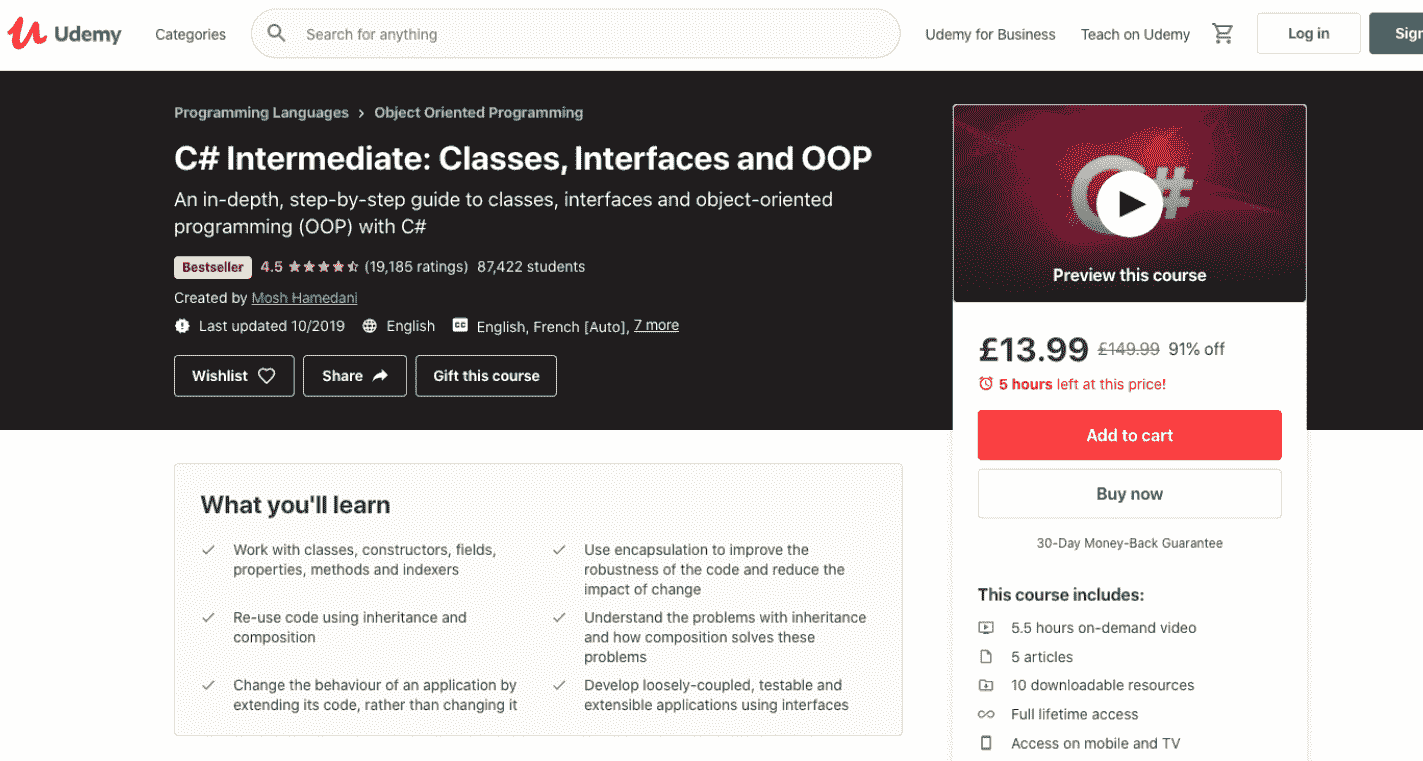 Udemy
Categories
Search for anything
Udemy for Business
Teach on Udemy
Log in
Sign
Programming Languages > Object Oriented Programming
C# Intermediate: Classes, Interfaces and OOP
An in-depth, step-by-step guide to classes, interfaces and object-oriented
programming (OOP) with C#
Bestseller 4.5 (19,185 ratings) 87,422 students
Created by Mosh Hamedani
Last updated 10/2019 English CC English, French [Auto], 7 more
Wishlist
Share
Gift this course
C#
Preview this course
£13.99 £149.99 91% off
5 hours left at this price!
Add to cart
Buy now
30-Day Money-Back Guarantee
This course includes:
5.5 hours on-demand video
5 articles
10 downloadable resources
Full lifetime access
Access on mobile and TV
What you'll learn
Work with classes, constructors, fields,
properties, methods and indexers
Re-use code using inheritance and
composition
Change the behaviour of an application by
extending its code, rather than changing it
Use encapsulation to improve the
robustness of the code and reduce the
impact of change
Understand the problems with inheritance
and how composition solves these
problems
Develop loosely-coupled, testable and
extensible applications using interfaces